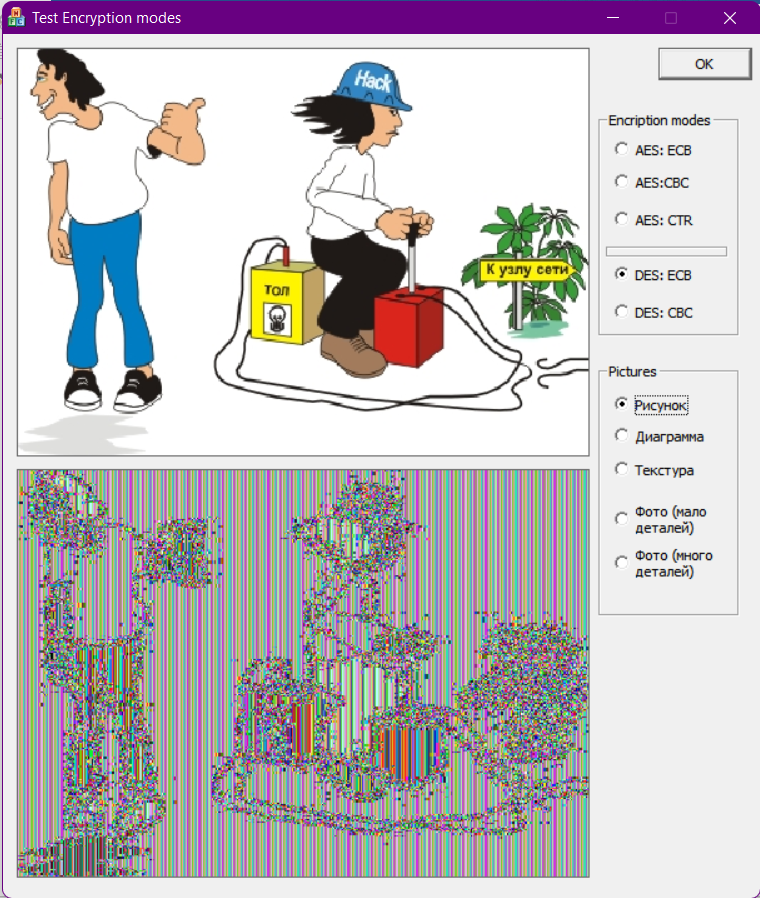 Test Encryption modes
Hack
ТОЛ
К узлу сети
OK
Encription modes
AES: ECB
AES:CBC
AES: CTR
DES: ECB
DES: CBC
Pictures
Рисунок
Диаграмма
Текстура
Фото (мало
деталей)
Фото (много
деталей)